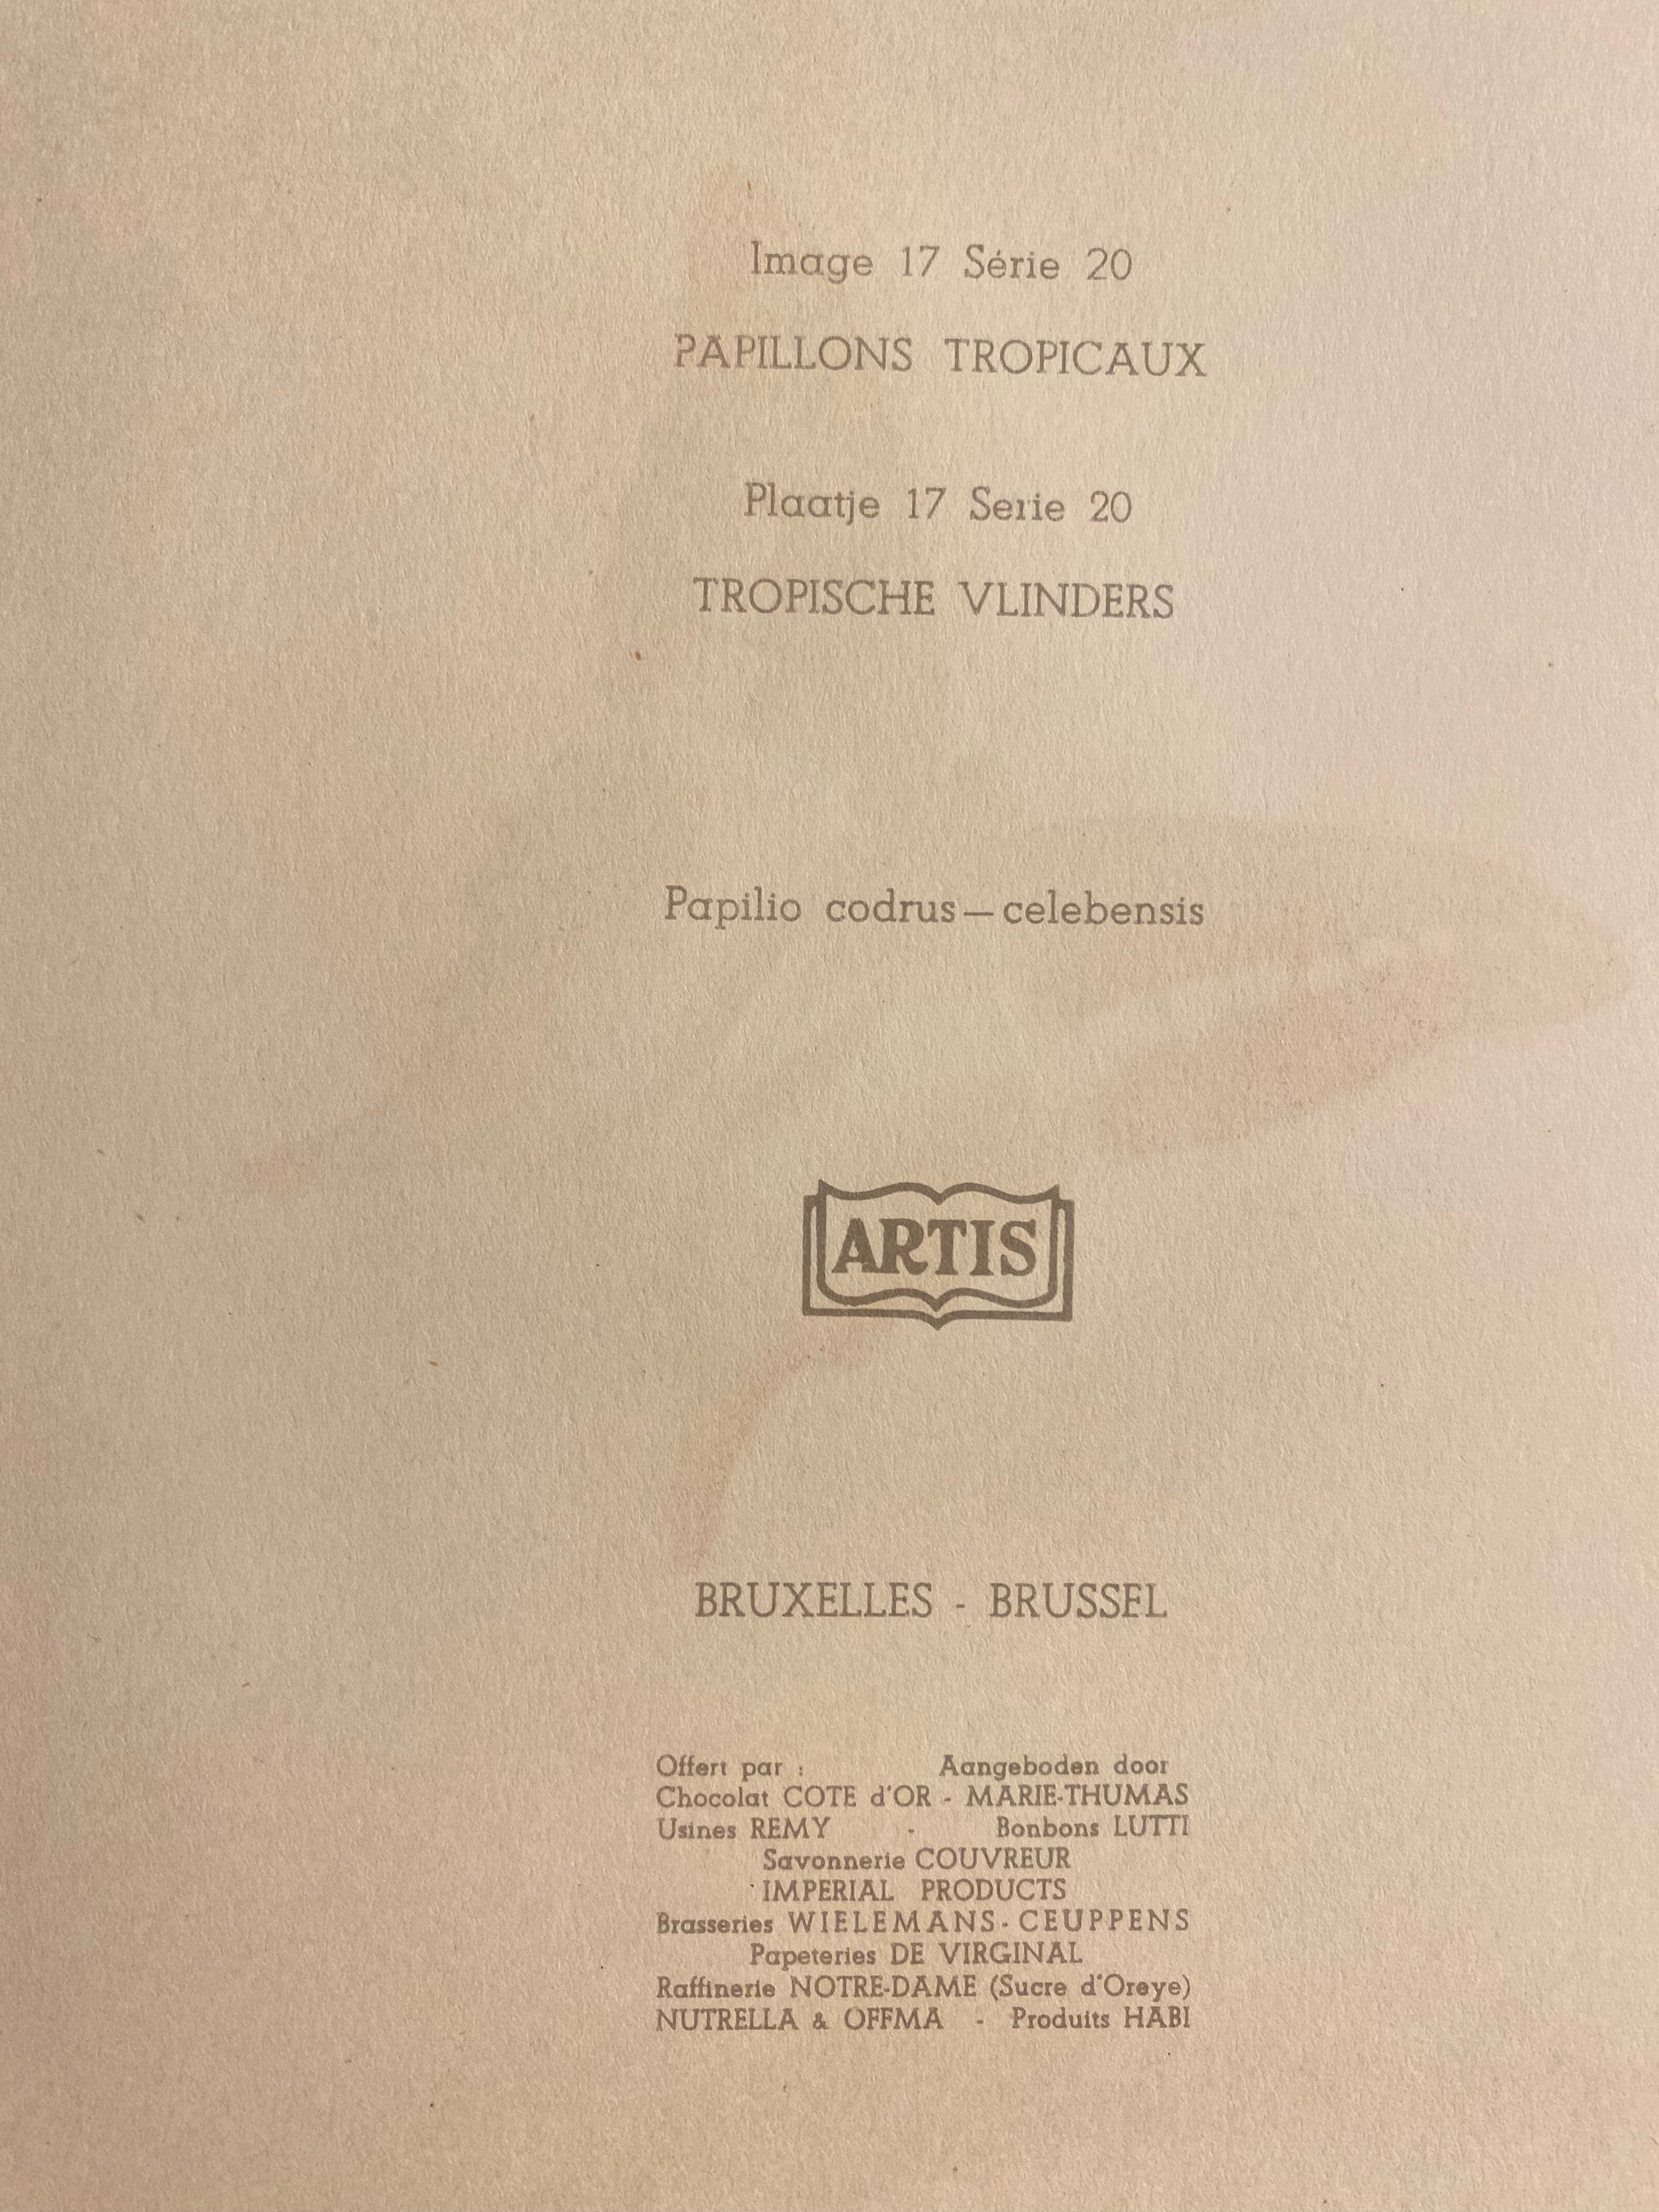 Image 17 Série 20
PAPILLONS TROPICAUX
Plaatje 17 Serie 20
TROPISCHE VLINDERS
Papilio codrus — celebensis
ARTIS
BRUXELLES - BRUSSEL
Offert par : Aangeboden door
Chocolat COTE d'OR - MARIE-THUMAS
Usines REMY - Bonbons LUTTI
Savonnerie COUVREUR
IMPERIAL PRODUCTS
Brasseries WIELEMANS-CEUPPENS
Papeteries DE VIRGINAL
Raffinerie NOTRE-DAME (Sucre d'Oreye)
NUTRELLA & OFFMA - Produits HABI